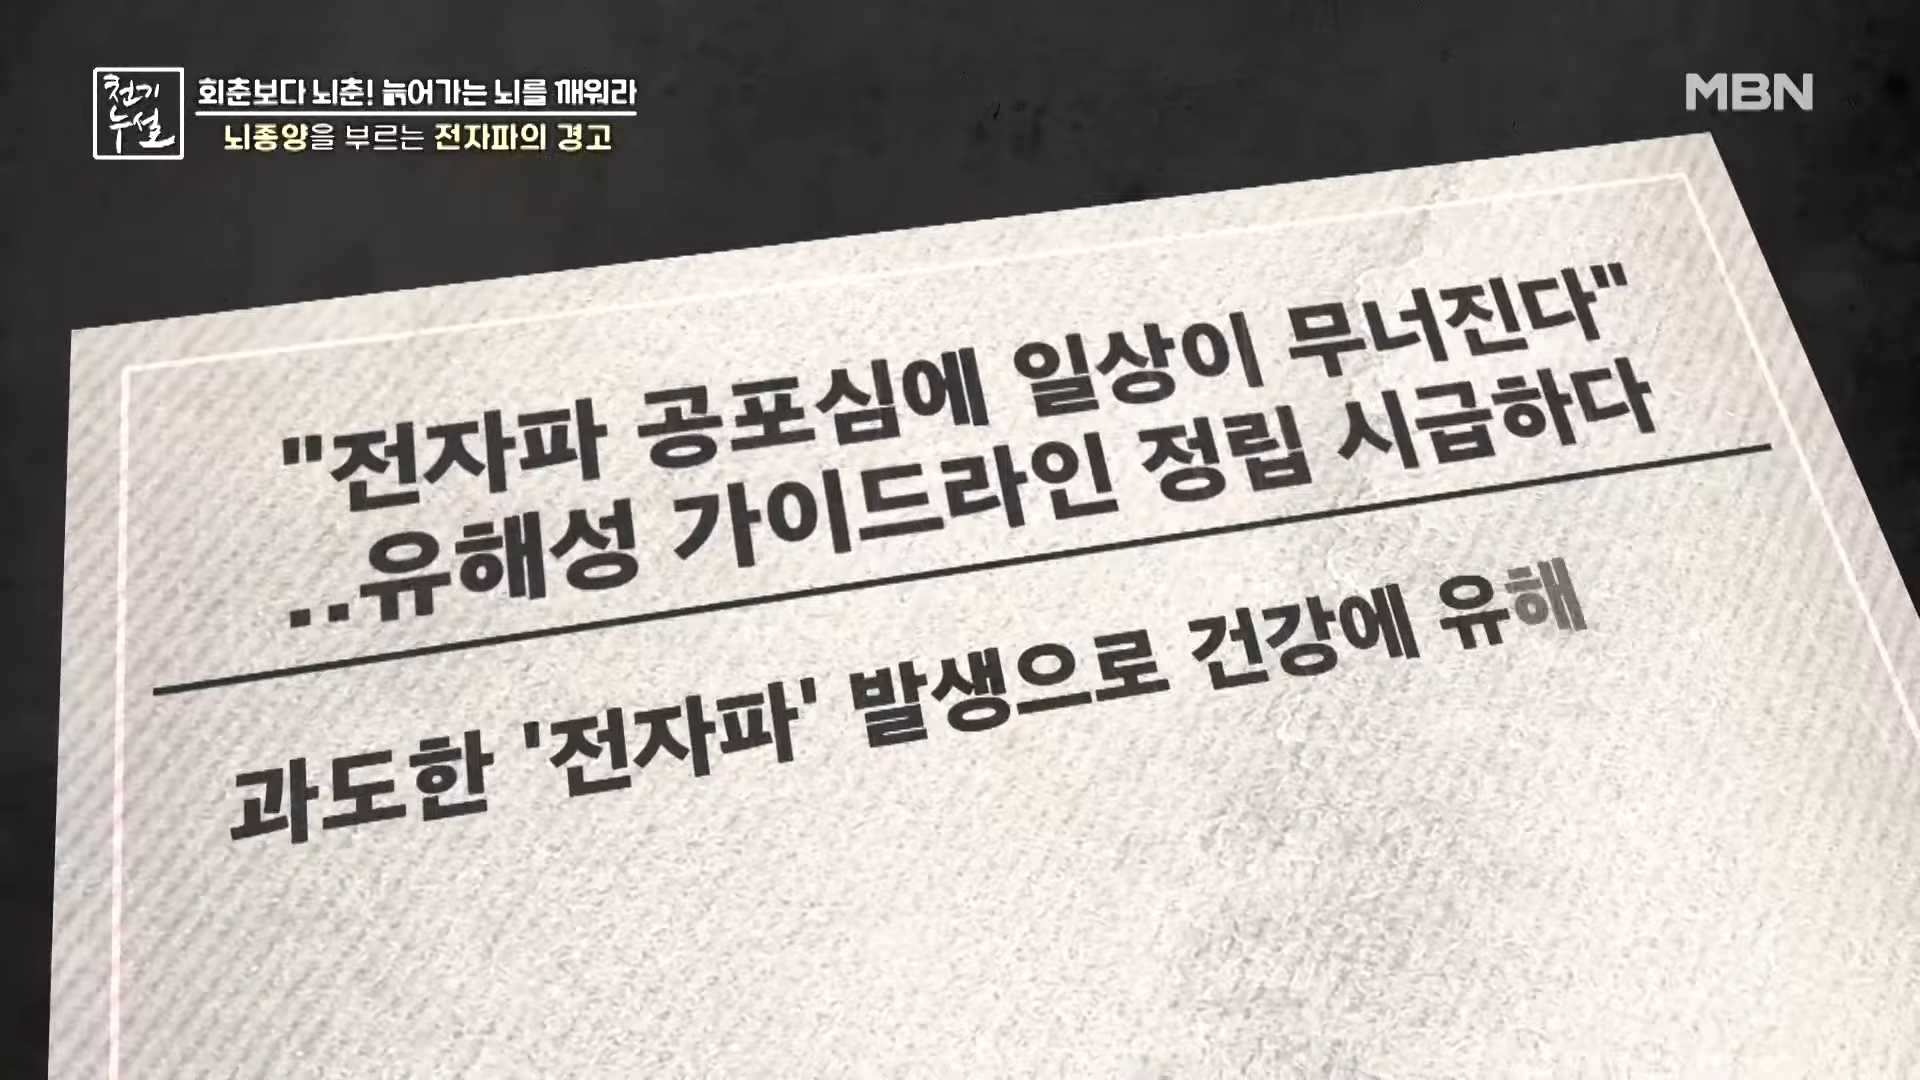 천기누설
회춘보다 뇌춘! 늙어가는 뇌를 깨워라
뇌종양을 부르는 전자파의 경고
MBN
"전자파 공포심에 일상이 무너진다"
..유해성 가이드라인 정립 시급하다
과도한 '전자파' 발생으로 건강에 유해